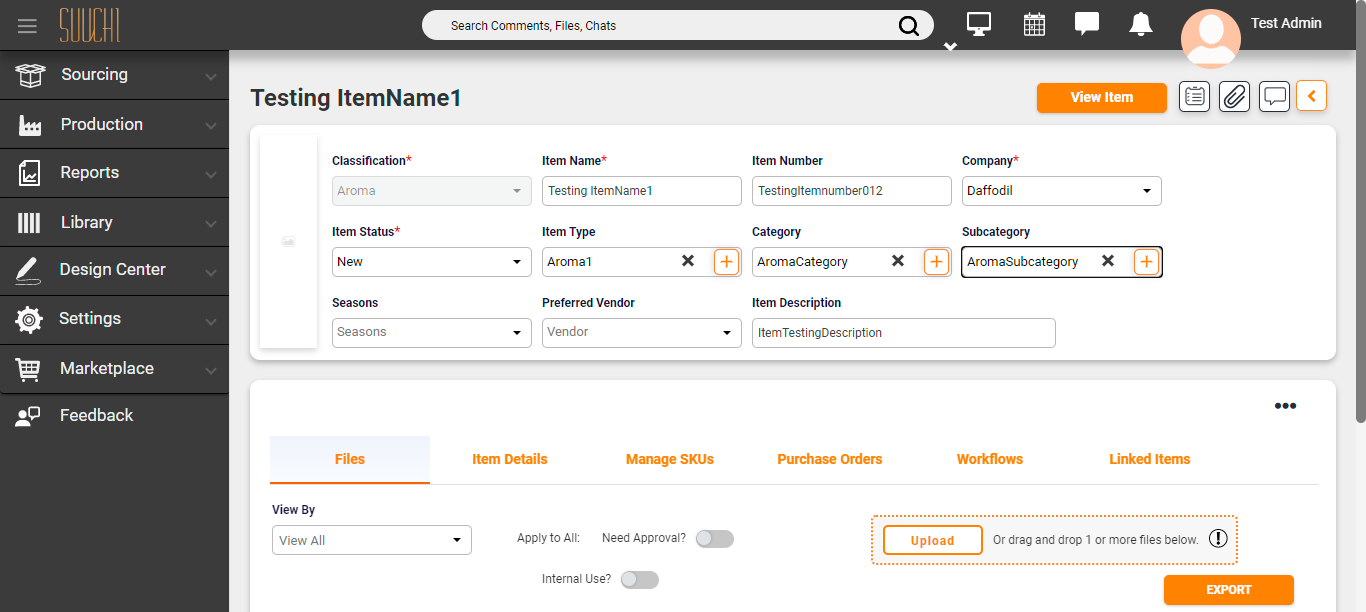 SUUCHI
Search Comments, Files, Chats
Test Admin
Sourcing
Production
Reports
Library
Design Center
Settings
Marketplace
Feedback
Testing ItemName1
View Item
Classification* Item Name* Item Number Company*
Aroma Testing ItemName1 TestingItemnumber012 Daffodil
Item Status* Item Type Category Subcategory
New Aroma1 AromaCategory AromaSubcategory
Seasons Preferred Vendor Item Description
Seasons Vendor ItemTestingDescription
Files Item Details Manage SKUs Purchase Orders Workflows Linked Items
View By
View All
Apply to All: Need Approval?
Internal Use?
Upload Or drag and drop 1 or more files below.
EXPORT